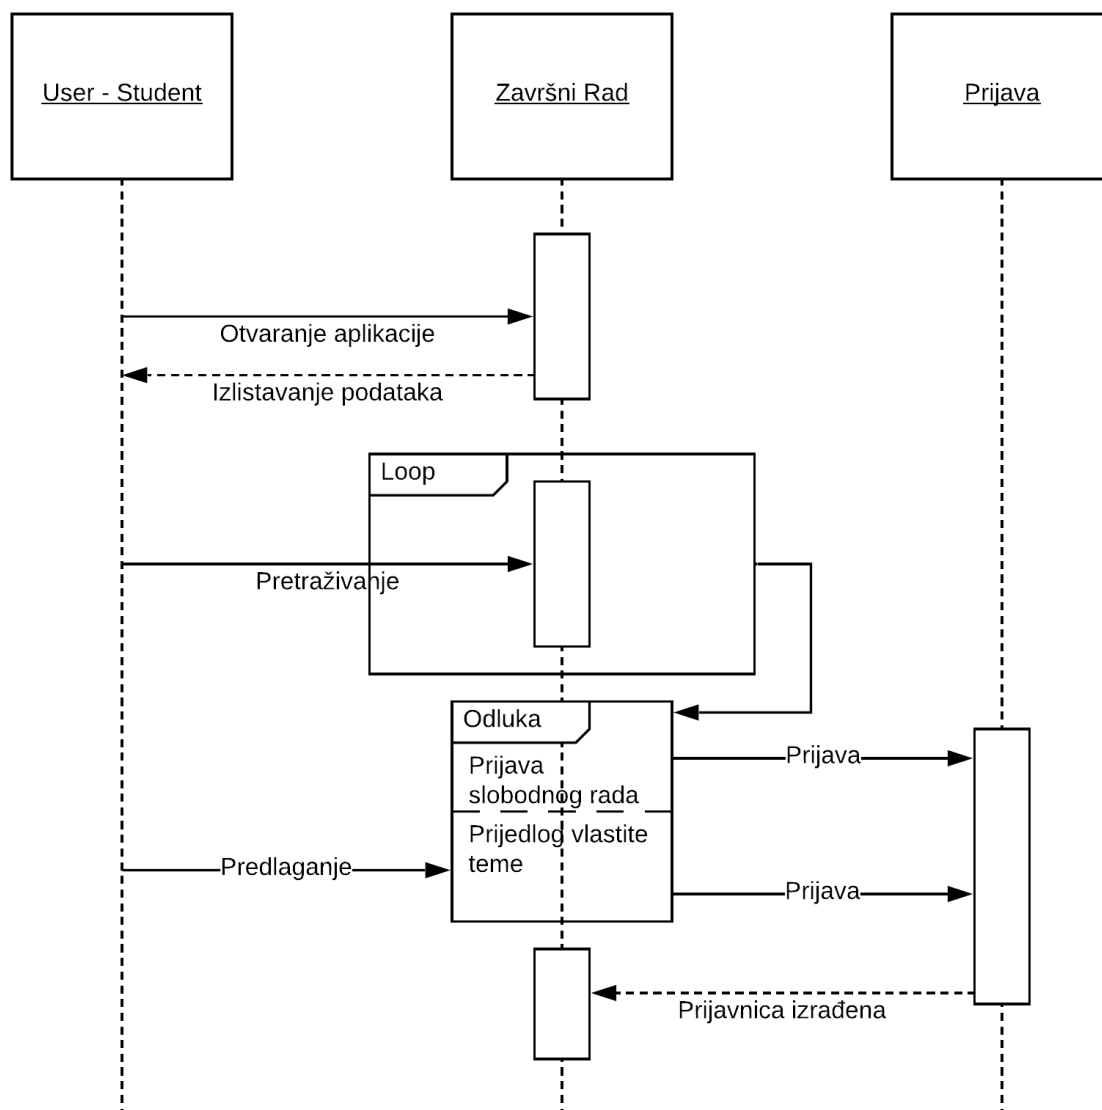 User - Student
Završni Rad
Prijava
Otvaranje aplikacije
Izlistavanje podataka
Loop
Pretraživanje
Odluka
Prijava
slobodnog rada
Prijava
Prijedlog vlastite
teme
Predlaganje
Prijava
Prijavnica izrađena